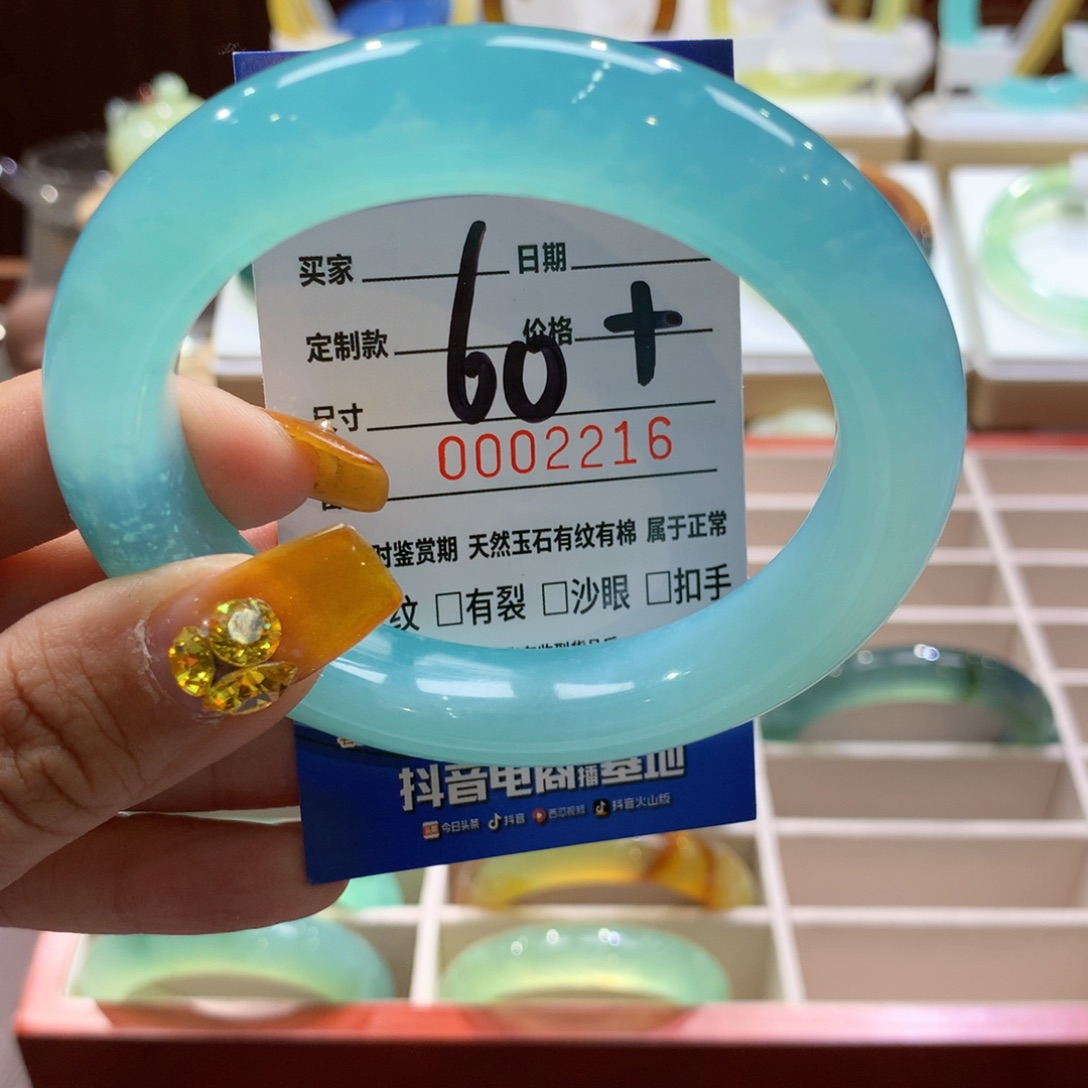 买家 日期
定制款 价格
60 +
尺寸
0002216
时鉴赏期 天然玉石有纹有棉 属于正常
纹 □有裂 □沙眼 □扣手
抖音电商 播基地
今日头条 抖音 西瓜视频 抖音火山版